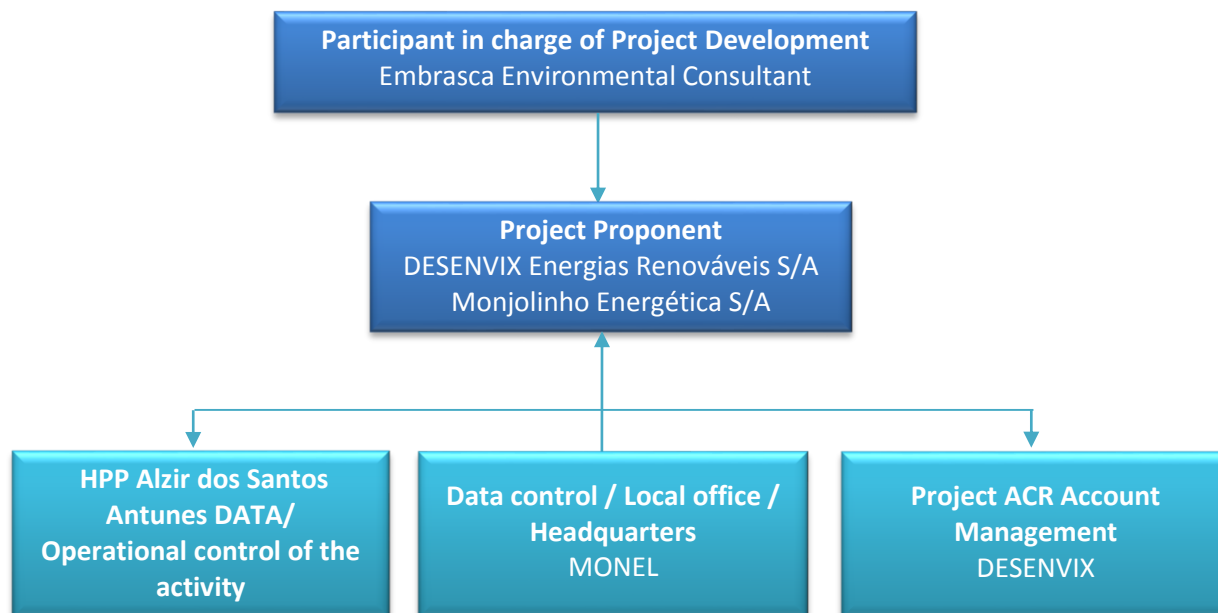 Participant in charge of Project Development
Embrasca Environmental Consultant
Project Proponent
DESENVIX Energias Renováveis S/A
Monjolinho Energética S/A
HPP Alzir dos Santos
Antunes DATA/
Operational control of the
activity
Data control / Local office /
Headquarters
MONEL
Project ACR Account
Management
DESENVIX